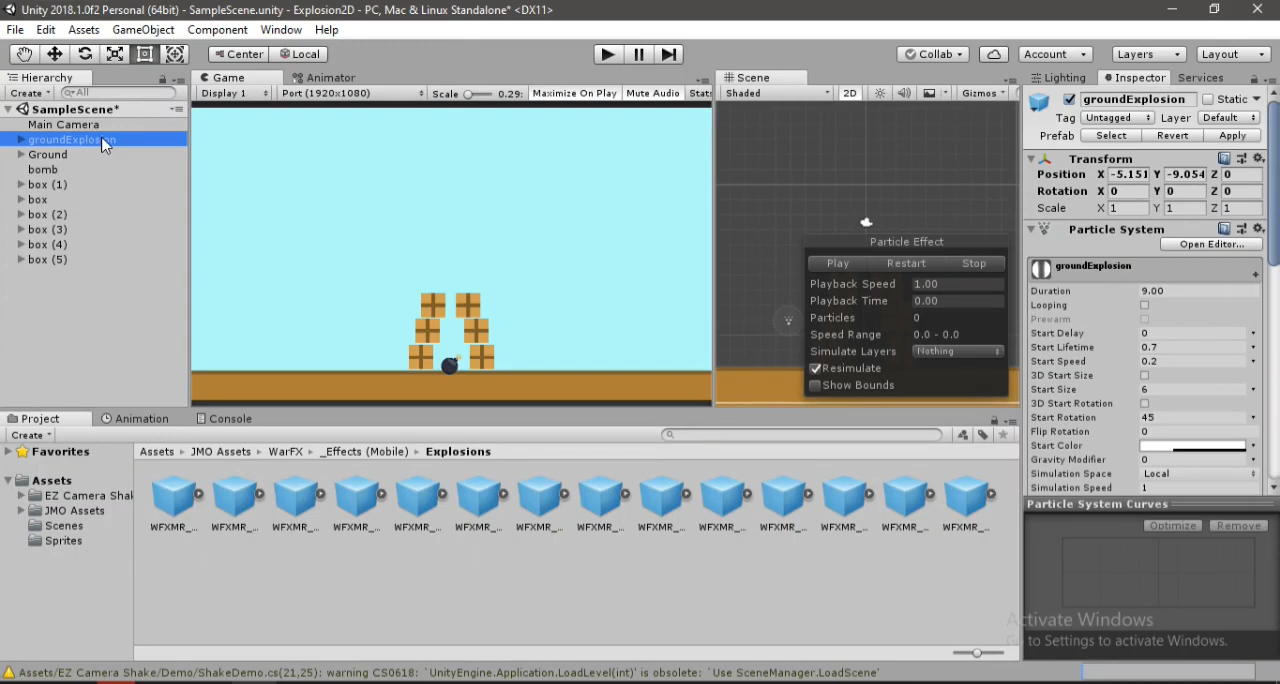 Unity 2018.1.0f2 Personal (64bit) - SampleScene.unity - Explosion2D - PC, Mac & Linux Standalone* <DX11>
File Edit Assets GameObject Component Window Help
Center Local Collab Account Layers Layout
Hierarchy
Create All
SampleScene*
Main Camera
groundExplosion
Ground
bomb
box (1)
box
box (2)
box (3)
box (4)
box (5)
Game Animator
Display 1 Port (1920x1080) Scale 0.29: Maximize On Play Mute Audio Stats
Scene
Shaded 2D Gizmos
Particle Effect
Play Restart Stop
Playback Speed 1.00
Playback Time 0.00
Particles 0
Speed Range 0.0 - 0.0
Simulate Layers Nothing
Resimulate
Show Bounds
Lighting Inspector Services
groundExplosion Static
Tag Untagged Layer Default
Prefab Select Revert Apply
Transform
Position X -5.151 Y -9.054 Z 0
Rotation X 0 Y 0 Z 0
Scale X 1 Y 1 Z 1
Particle System
Open Editor...
groundExplosion
Duration 9.00
Looping
Prewarm
Start Delay 0
Start Lifetime 0.7
Start Speed 0.2
3D Start Size
Start Size 6
3D Start Rotation
Start Rotation 45
Flip Rotation 0
Start Color
Gravity Modifier 0
Simulation Space Local
Simulation Speed 1
Particle System Curves
Optimize Remove
Project Animation Console
Create
Favorites
Assets
EZ Camera Shal
JMO Assets
Scenes
Sprites
Assets JMO Assets WarFX _Effects (Mobile) Explosions
WFXMR_... WFXMR_... WFXMR_... WFXMR_... WFXMR_... WFXMR_... WFXMR_... WFXMR_... WFXMR_... WFXMR_... WFXMR_... WFXMR_... WFXMR_... WFXMR_...
Activate Windows
Go to Settings to activate Windows.
Assets/EZ Camera Shake/Demo/ShakeDemo.cs(21,25): warning CS0618: `UnityEngine.Application.LoadLevel(int)' is obsolete: `Use SceneManager.LoadScene'